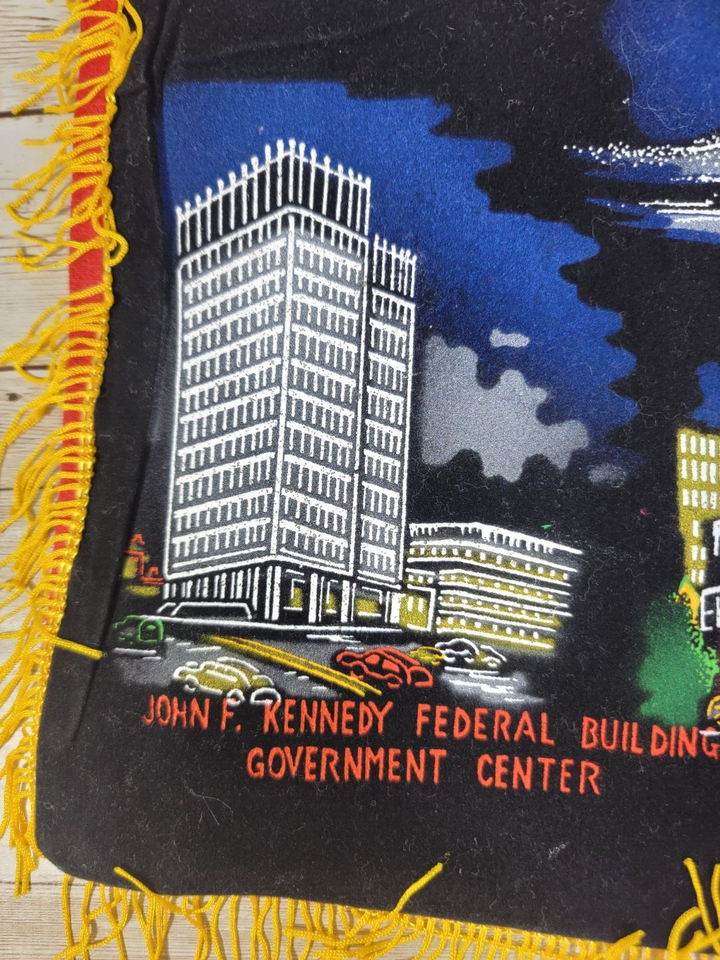 JOHN F. KENNEDY FEDERAL BUILDING
GOVERNMENT CENTER